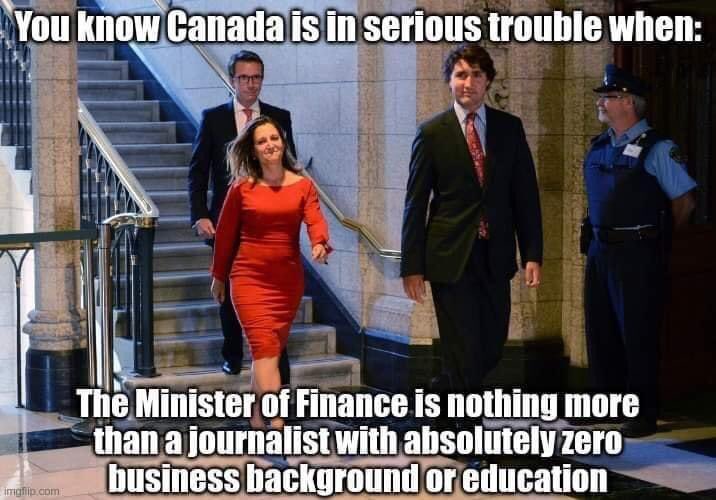 You know Canada is in serious trouble when:
The Minister of Finance is nothing more
than a journalist with absolutely zero
business background or education
imgflip.com